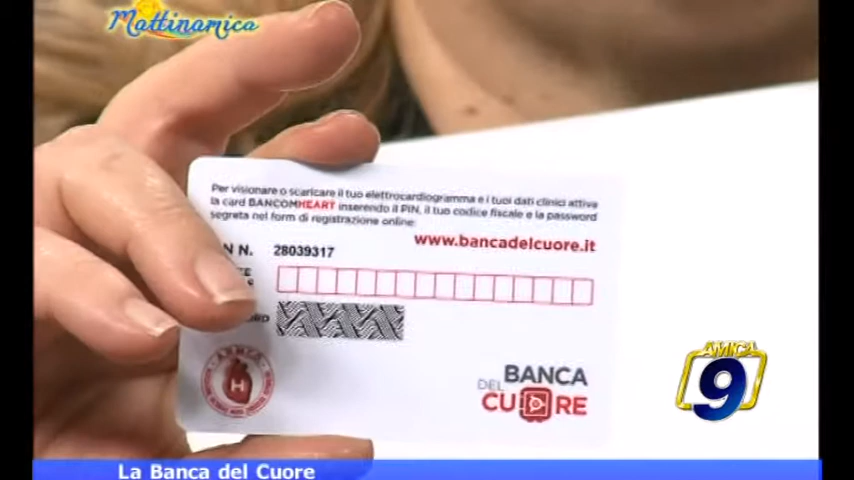 Mattinamica
Per visionare o scaricare il tuo elettrocardiogramma e i tuoi dati clinici attiva
la card BANCOMHEART inserendo il PIN, il tuo codice fiscale e la password
segreta nel form di registrazione online:
www.bancadelcuore.it
N N. 28039317
BANCA
DEL
CUORE
AMICA
9
La Banca del Cuore